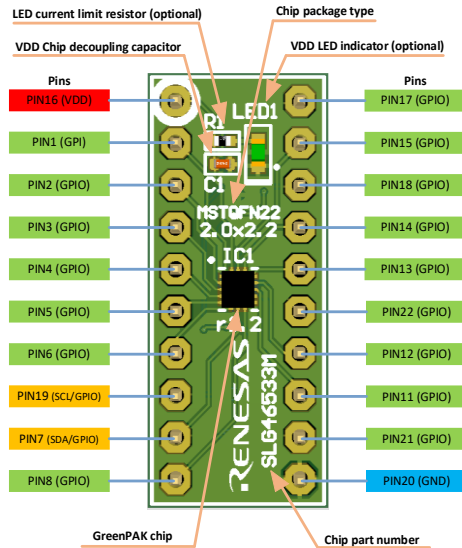 LED current limit resistor (optional)
Chip package type
VDD Chip decoupling capacitor
VDD LED indicator (optional)
Pins
Pins
PIN16 (VDD)
PIN17 (GPIO)
PIN1 (GPI)
PIN15 (GPIO)
PIN2 (GPIO)
PIN18 (GPIO)
PIN3 (GPIO)
PIN14 (GPIO)
PIN4 (GPIO)
PIN13 (GPIO)
PIN5 (GPIO)
PIN22 (GPIO)
PIN6 (GPIO)
PIN12 (GPIO)
PIN19 (SCL/GPIO)
PIN11 (GPIO)
PIN7 (SDA/GPIO)
PIN21 (GPIO)
PIN8 (GPIO)
PIN20 (GND)
LED1
R1
C1
MSTQFN22
2.0x2.2
IC1
r1.2
RENESAS
SLG46533M
GreenPAK chip
Chip part number